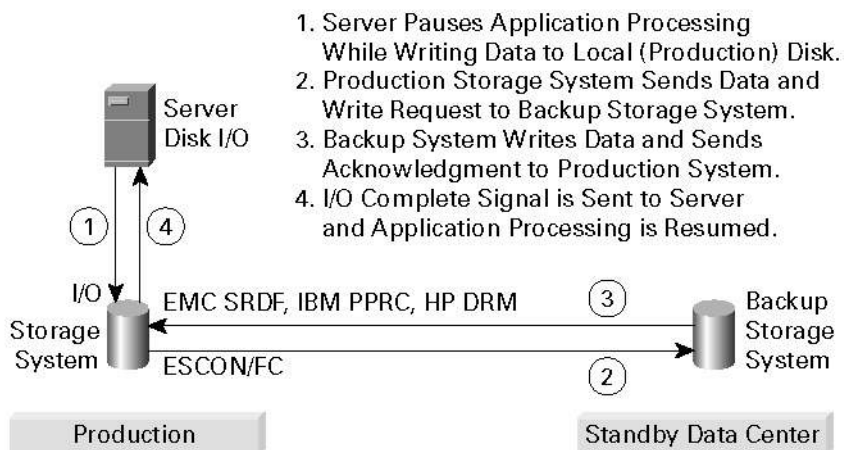 1. Server Pauses Application Processing
While Writing Data to Local (Production) Disk.
2. Production Storage System Sends Data and
Write Request to Backup Storage System.
3. Backup System Writes Data and Sends
Acknowledgment to Production System.
4. I/O Complete Signal is Sent to Server
and Application Processing is Resumed.
Server
Disk I/O
1
4
I/O
Storage
System
EMC SRDF, IBM PPRC, HP DRM
3
ESCON/FC
2
Backup
Storage
System
Production
Standby Data Center